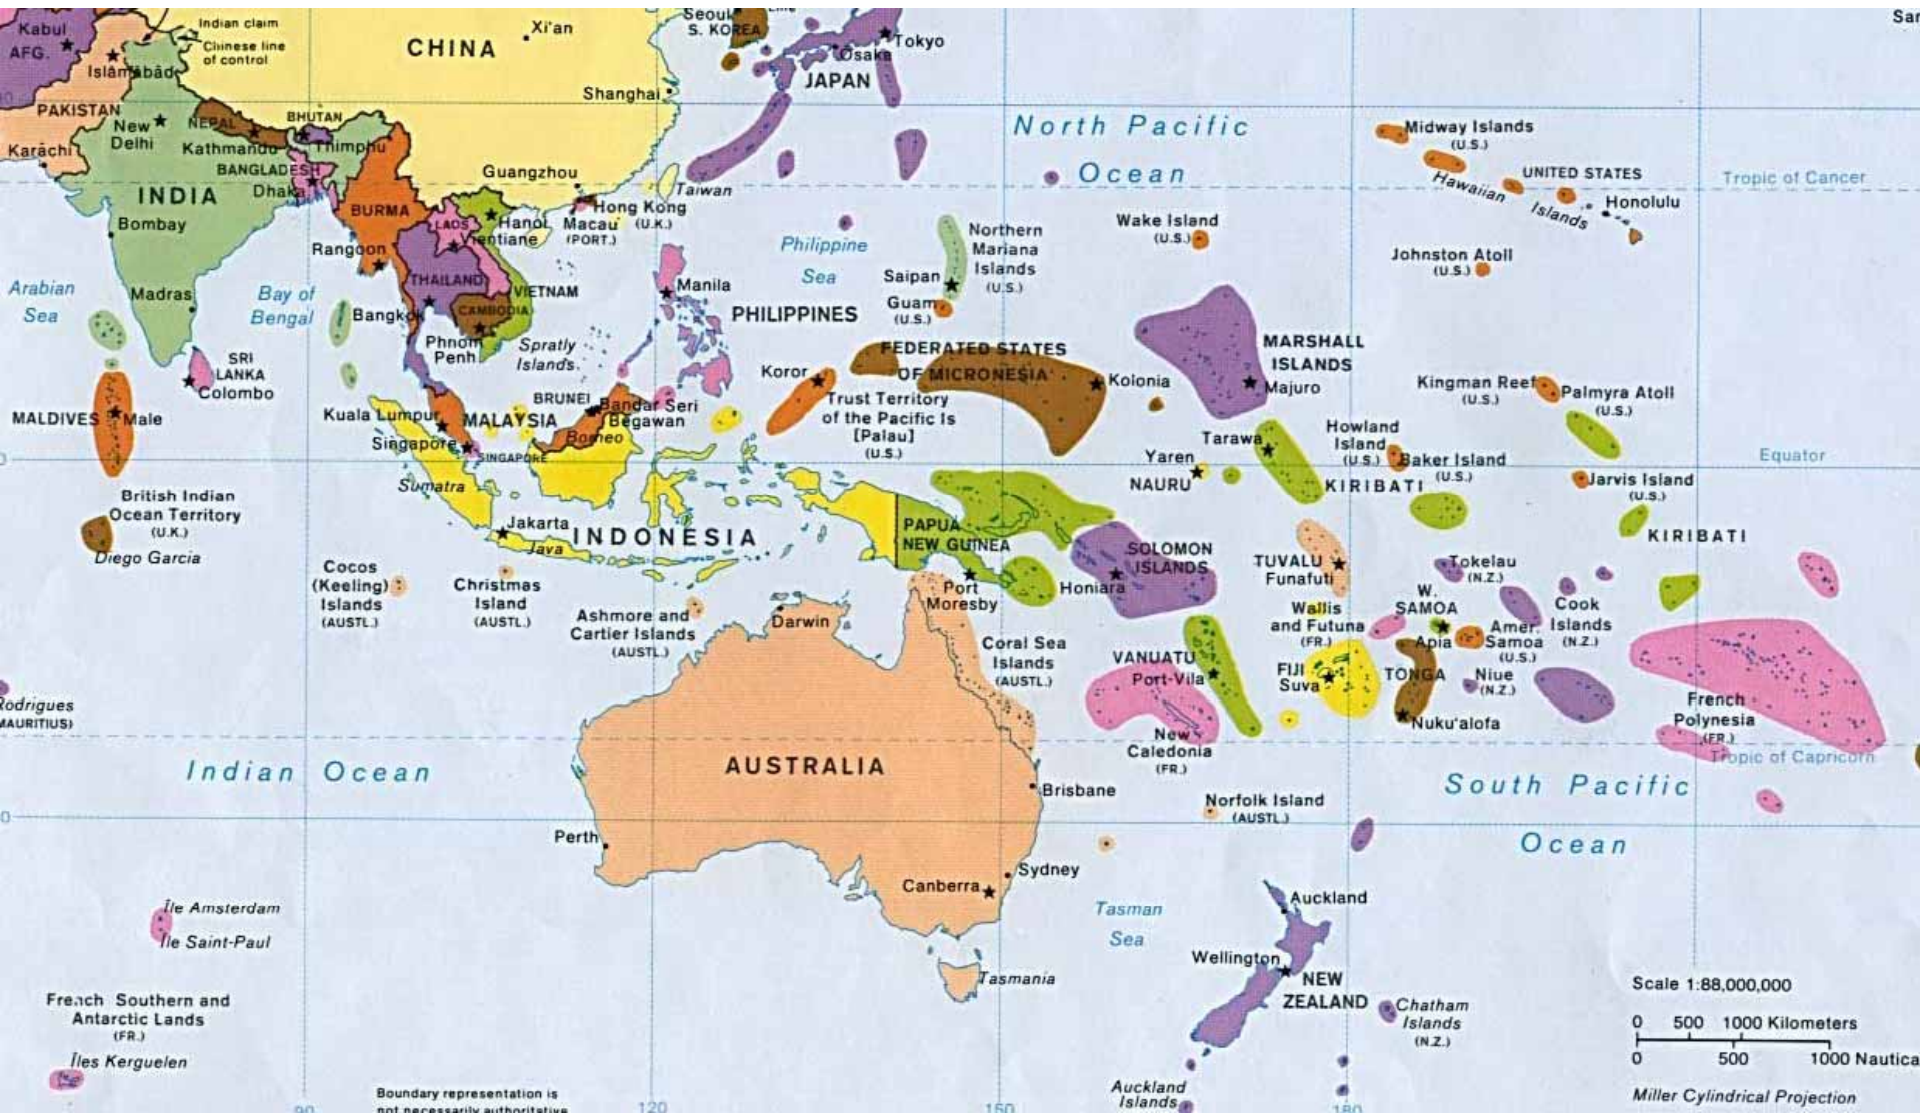 Kabul
AFG.
Indian claim
Chinese line
of control
Islāmābād
CHINA
Xi'an
Seoul
S. KOREA
Tokyo
Osaka
JAPAN
Shanghai
PAKISTAN
New
Delhi
NEPAL
Kathmandu
BHUTAN
Thimphu
Karāchi
BANGLADESH
Dhaka
INDIA
Guangzhou
Taiwan
Hong Kong
(U.K.)
Macau
(PORT.)
BURMA
LAOS
Hanoi
Vientiane
Bombay
Rangoon
THAILAND
VIETNAM
Arabian
Sea
Madras
Bay of
Bengal
Bangkok
CAMBODIA
Phnom
Penh
Spratly
Islands
Manila
PHILIPPINES
Philippine
Sea
SRI
LANKA
Colombo
MALDIVES
Male
Kuala Lumpur
MALAYSIA
BRUNEI
Bandar Seri
Begawan
Borneo
Singapore
SINGAPORE
Sumatra
British Indian
Ocean Territory
(U.K.)
Diego Garcia
Jakarta
INDONESIA
Java
Cocos
(Keeling)
Islands
(AUSTL.)
Christmas
Island
(AUSTL.)
Ashmore and
Cartier Islands
(AUSTL.)
Darwin
North Pacific
Ocean
Midway Islands
(U.S.)
UNITED STATES
Hawaiian Islands
Honolulu
Tropic of Cancer
Northern
Mariana
Islands
(U.S.)
Saipan
Guam
(U.S.)
Wake Island
(U.S.)
Johnston Atoll
(U.S.)
MARSHALL
ISLANDS
Majuro
FEDERATED STATES
OF MICRONESIA
Kolonia
Koror
Trust Territory
of the Pacific Is
[Palau]
(U.S.)
Kingman Reef
(U.S.)
Palmyra Atoll
(U.S.)
Howland
Island
(U.S.)
Baker Island
(U.S.)
Tarawa
KIRIBATI
Yaren
NAURU
Equator
Jarvis Island
(U.S.)
KIRIBATI
PAPUA
NEW GUINEA
Port
Moresby
SOLOMON
ISLANDS
Honiara
TUVALU
Funafuti
Tokelau
(N.Z.)
Wallis
and Futuna
(FR.)
W.
SAMOA
Apia
Amer.
Samoa
(U.S.)
Cook
Islands
(N.Z.)
Coral Sea
Islands
(AUSTL.)
VANUATU
Port-Vila
FIJI
Suva
TONGA
Nuku'alofa
Niue
(N.Z.)
French
Polynesia
(FR.)
New
Caledonia
(FR.)
Tropic of Capricorn
Rodrigues
Indian Ocean
AUSTRALIA
Brisbane
South Pacific
Ocean
Norfolk Island
(AUSTL.)
Perth
Sydney
Canberra
Tasman
Sea
Auckland
Wellington
NEW
ZEALAND
Tasmania
Chatham
Islands
(N.Z.)
Auckland
Islands
Île Amsterdam
Île Saint-Paul
French Southern and
Antarctic Lands
(FR.)
Îles Kerguelen
Boundary representation is
not necessarily authoritative
Scale 1:88,000,000
0 500 1000 Kilometers
0 500 1000
Miller Cylindrical Projection
90 120 150 180